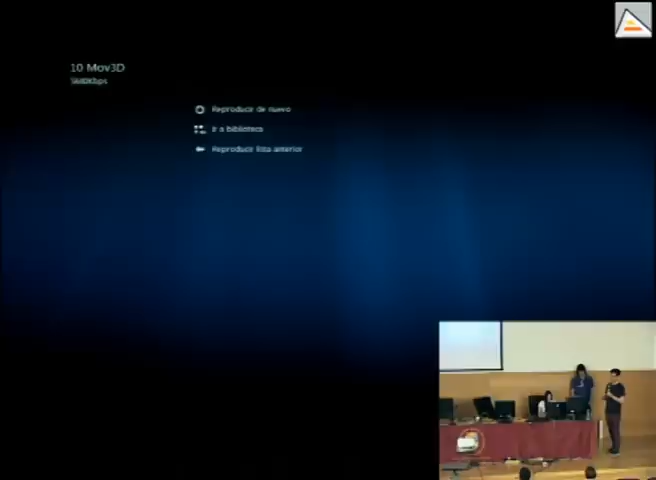 10 Mov3D
Reproducir de nuevo
Ir a biblioteca
Reproducir lista anterior